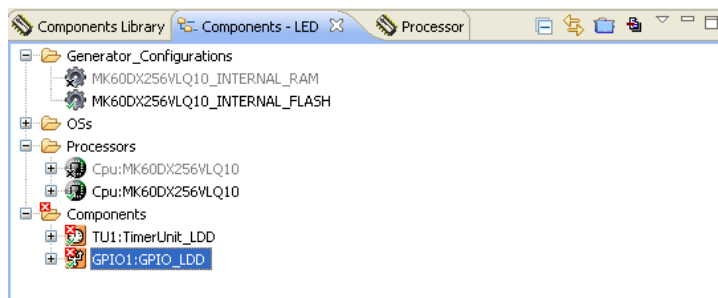 Components Library Components - LED Processor
Generator_Configurations
MK60DX256VLQ10_INTERNAL_RAM
MK60DX256VLQ10_INTERNAL_FLASH
OSs
Processors
Cpu:MK60DX256VLQ10
Cpu:MK60DX256VLQ10
Components
TU1:TimerUnit_LDD
GPIO1:GPIO_LDD